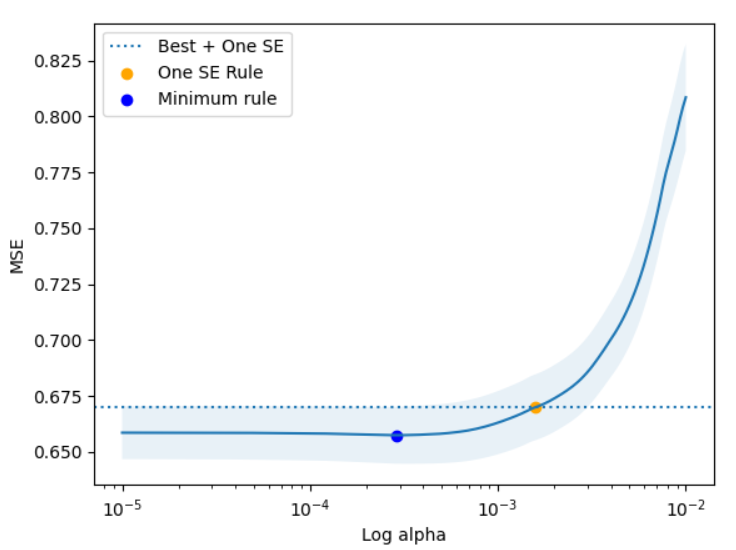 Best + One SE
One SE Rule
Minimum rule
MSE
0.825
0.800
0.775
0.750
0.725
0.700
0.675
0.650
10⁻⁵ 10⁻⁴ 10⁻³ 10⁻²
Log alpha